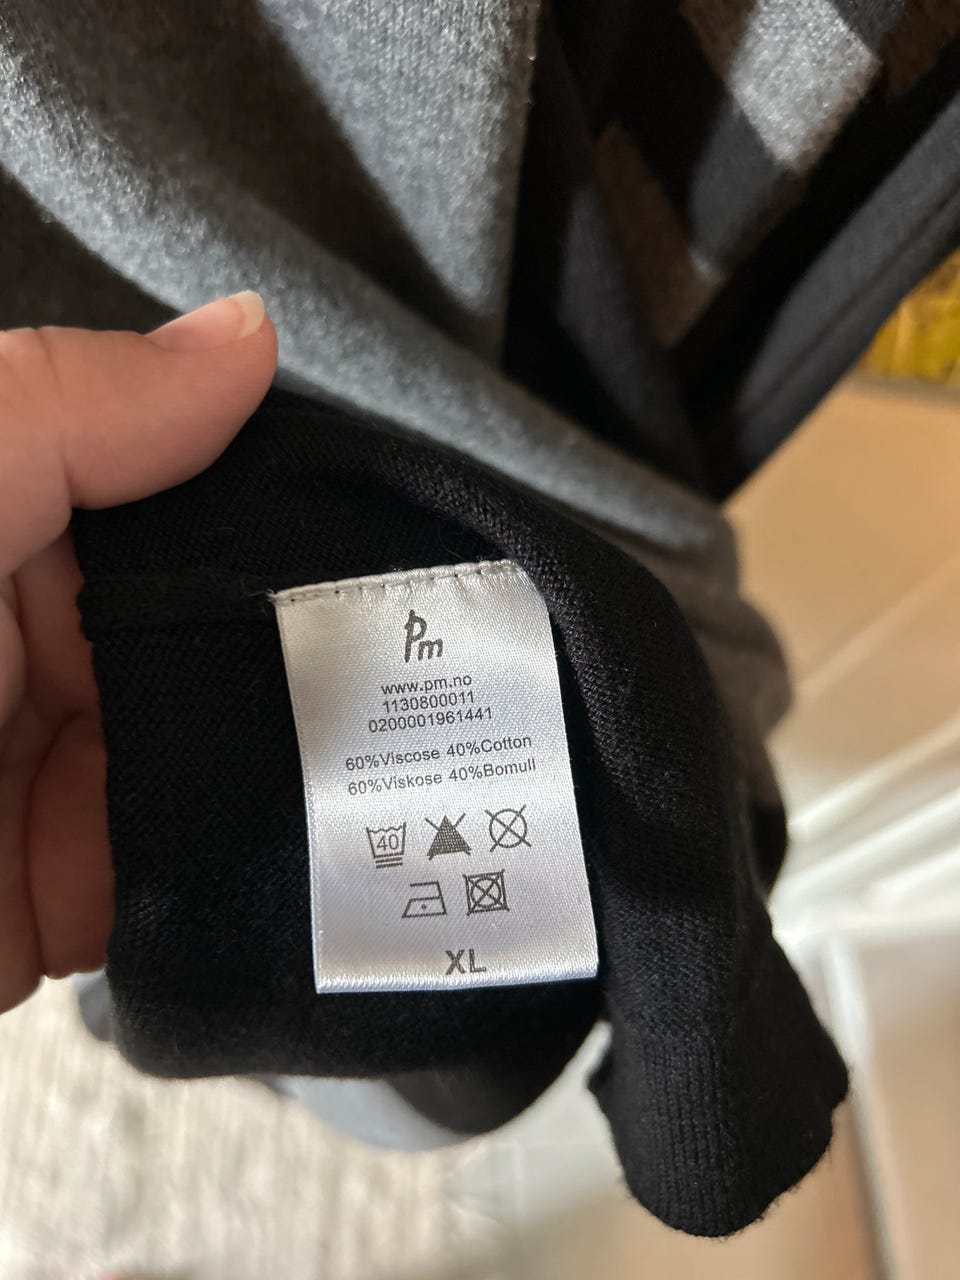 Pm
www.pm.no
1130800011
0200001961441
60%Viscose 40%Cotton
60%Viskose 40%Bomull
40
XL